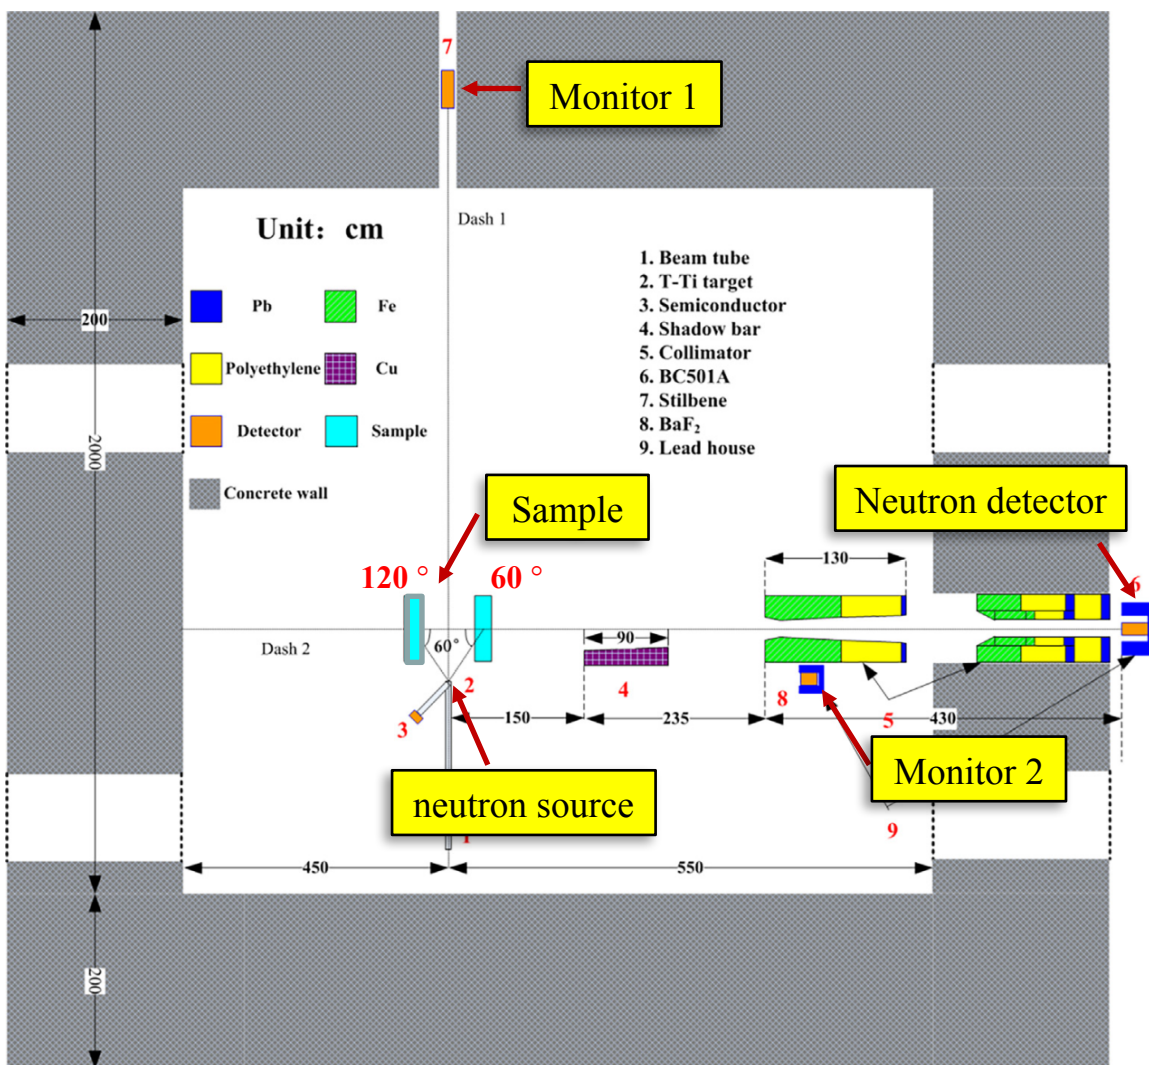 7
Monitor 1
Dash 1
Unit: cm
1. Beam tube
2. T-Ti target
3. Semiconductor
4. Shadow bar
5. Collimator
6. BC501A
7. Stilbene
8. BaF₂
9. Lead house
Pb
Fe
200
Polyethylene
Cu
2000
Detector
Sample
Concrete wall
Sample
Neutron detector
130
120 °
60 °
6
90
60°
Dash 2
2
4
8
3
150
235
5
430
Monitor 2
neutron source
9
1
450
550
200